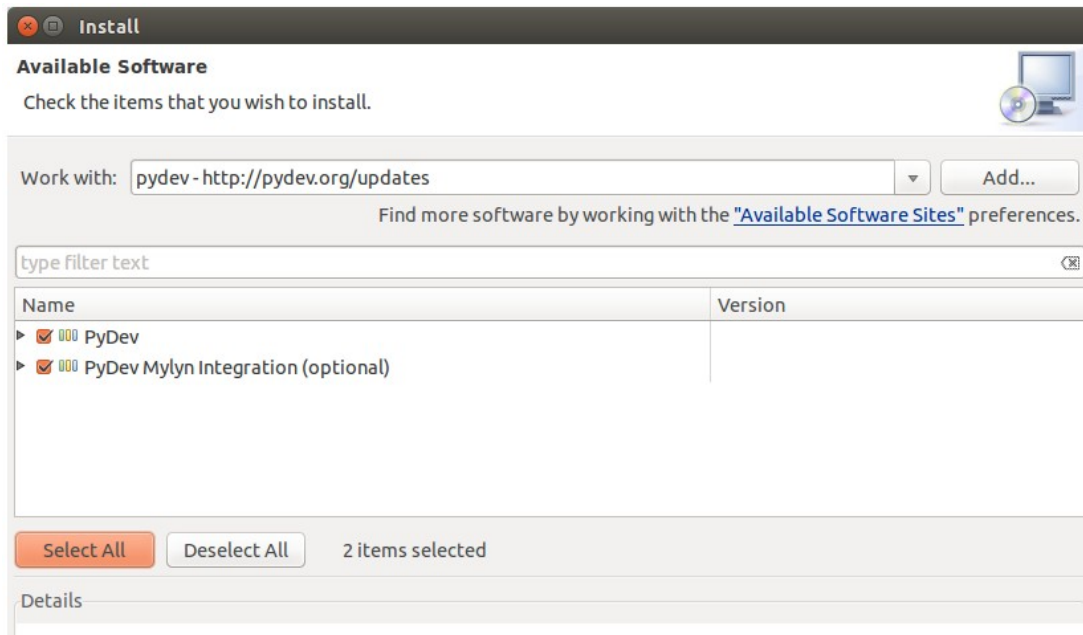 Install
Available Software
Check the items that you wish to install.
Work with: pydev - http://pydev.org/updates Add...
Find more software by working with the "Available Software Sites" preferences.
type filter text
Name Version
PyDev
PyDev Mylyn Integration (optional)
Select All Deselect All 2 items selected
Details